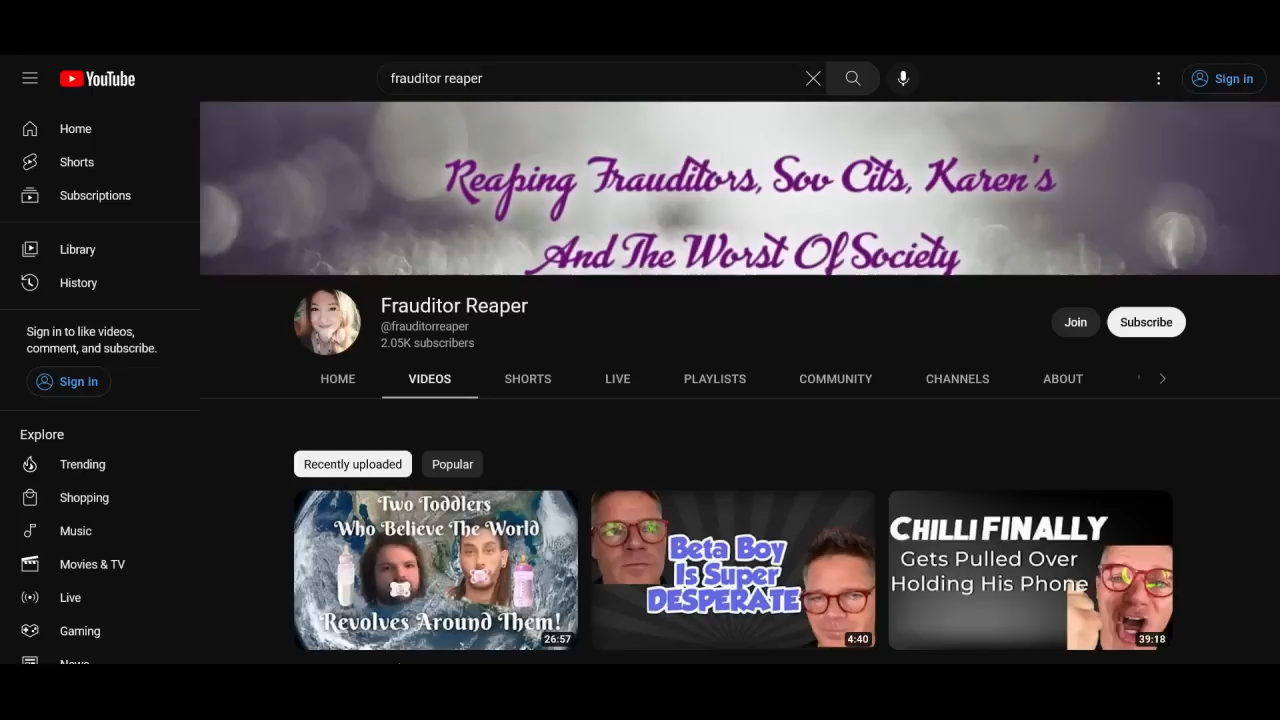 YouTube
frauditor reaper
Sign in
Home
Shorts
Subscriptions
Library
History
Sign in to like videos,
comment, and subscribe.
Sign in
Explore
Trending
Shopping
Music
Movies & TV
Live
Gaming
News
Reaping Frauditors, Sov Cits, Karen's
And The Worst Of Society
Frauditor Reaper
@frauditorreaper
2.05K subscribers
Join
Subscribe
HOME
VIDEOS
SHORTS
LIVE
PLAYLISTS
COMMUNITY
CHANNELS
ABOUT
Recently uploaded
Popular
Two Toddlers
Who Believe The World
Revolves Around Them!
26:57
Beta Boy
Is Super
DESPERATE
4:40
CHILLI FINALLY
Gets Pulled Over
Holding His Phone
39:18